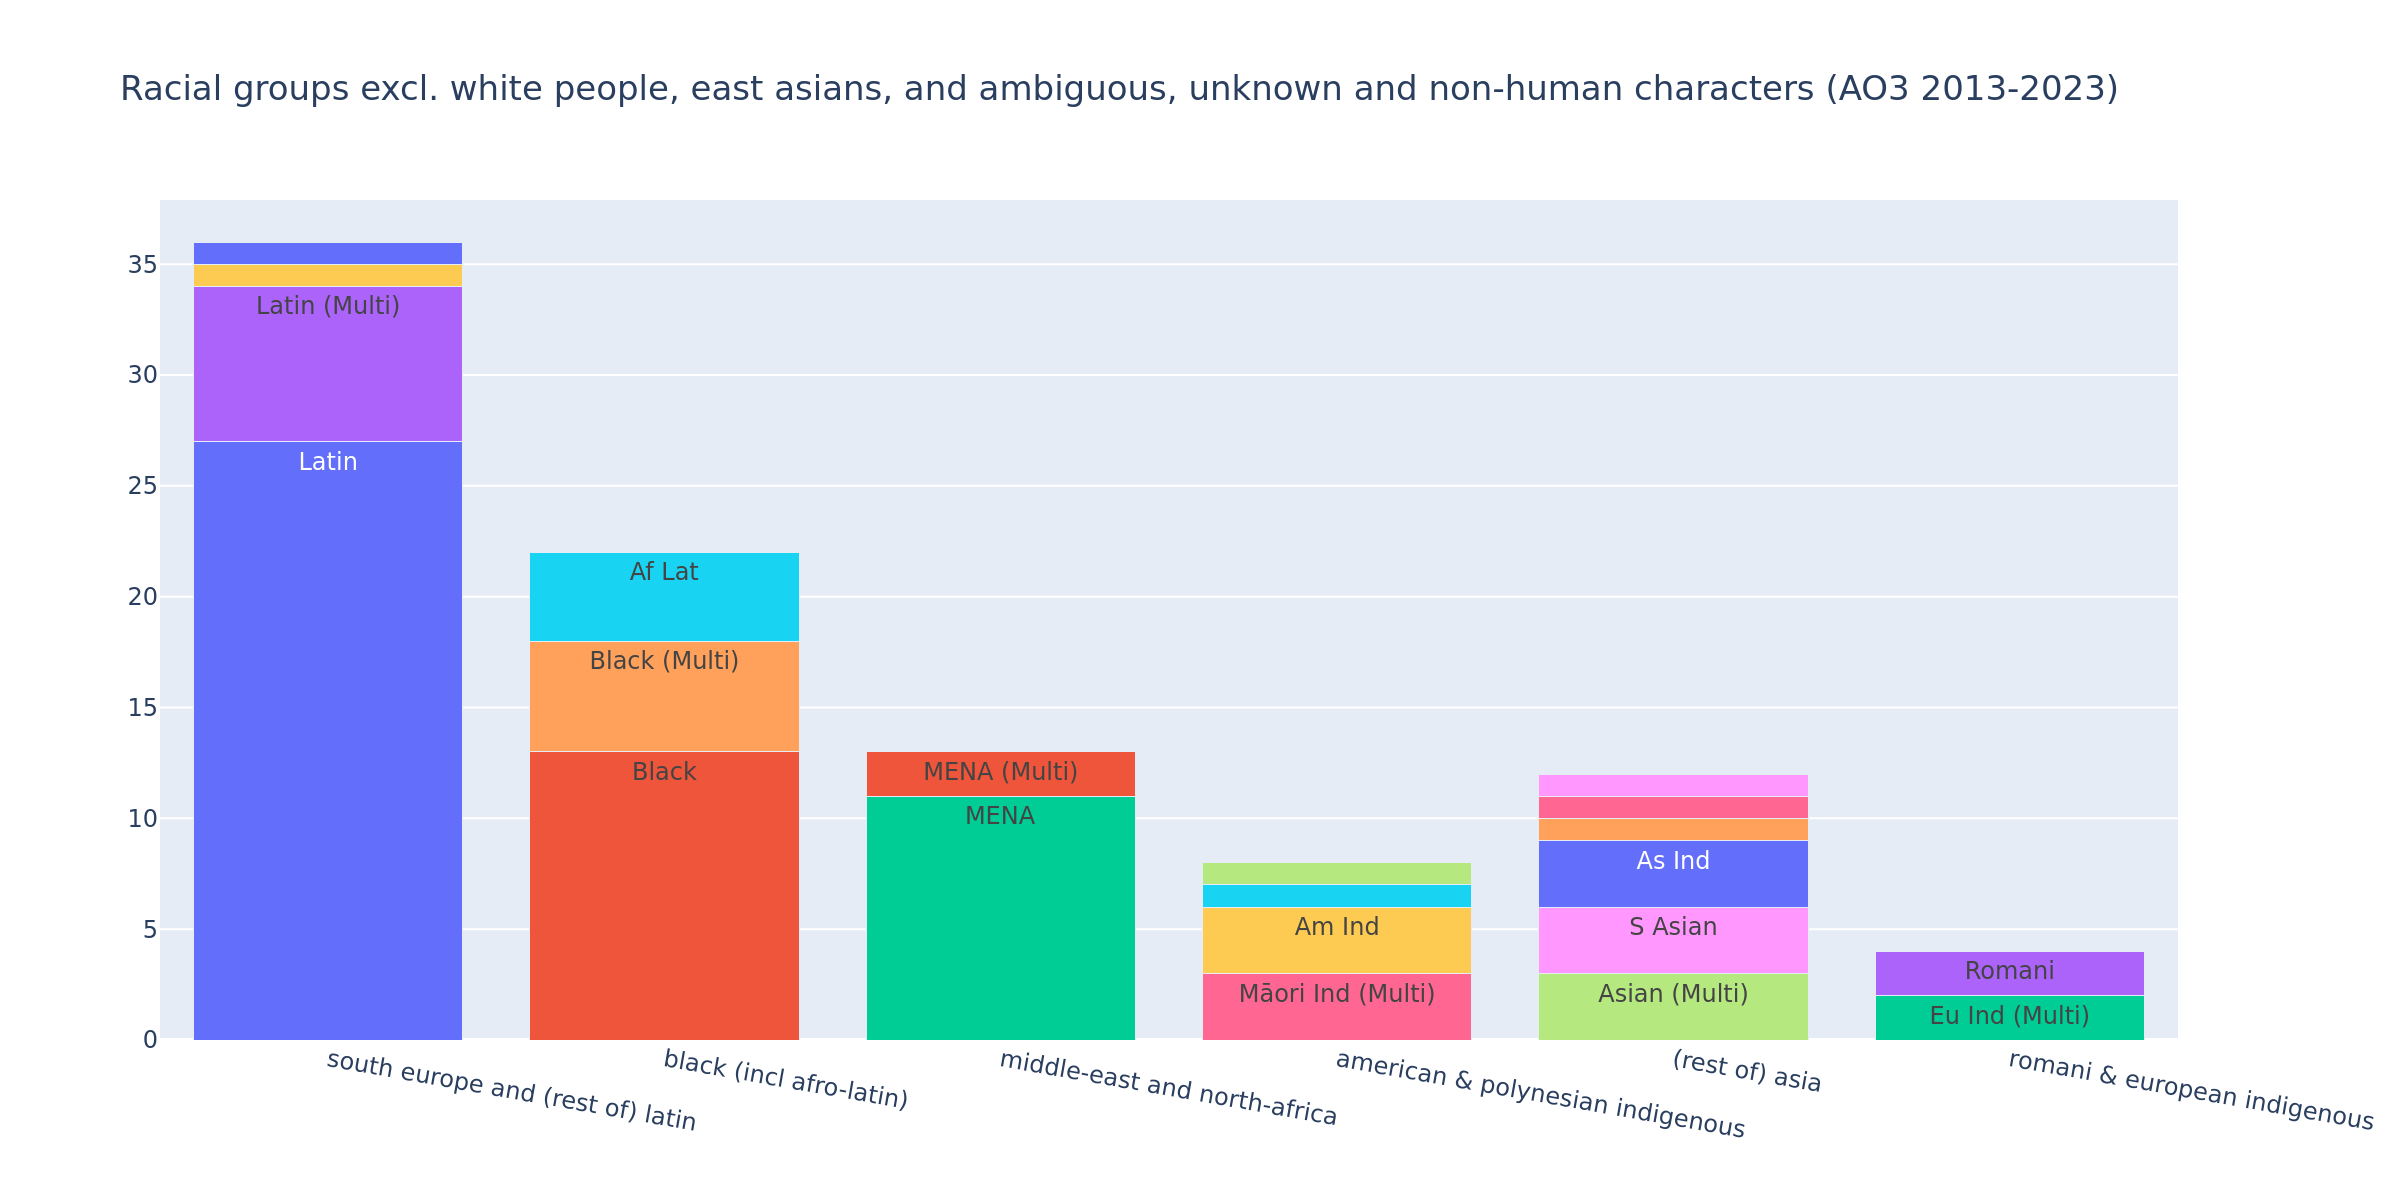 Racial groups excl. white people, east asians, and ambiguous, unknown and non-human characters (AO3 2013-2023)
35
30
25
20
15
10
5
0
Latin (Multi)
Latin
Af Lat
Black (Multi)
Black
MENA (Multi)
MENA
Am Ind
Māori Ind (Multi)
As Ind
S Asian
Asian (Multi)
Romani
Eu Ind (Multi)
south europe and (rest of) latin
black (incl afro-latin)
middle-east and north-africa
american & polynesian indigenous
(rest of) asia
romani & european indigenous